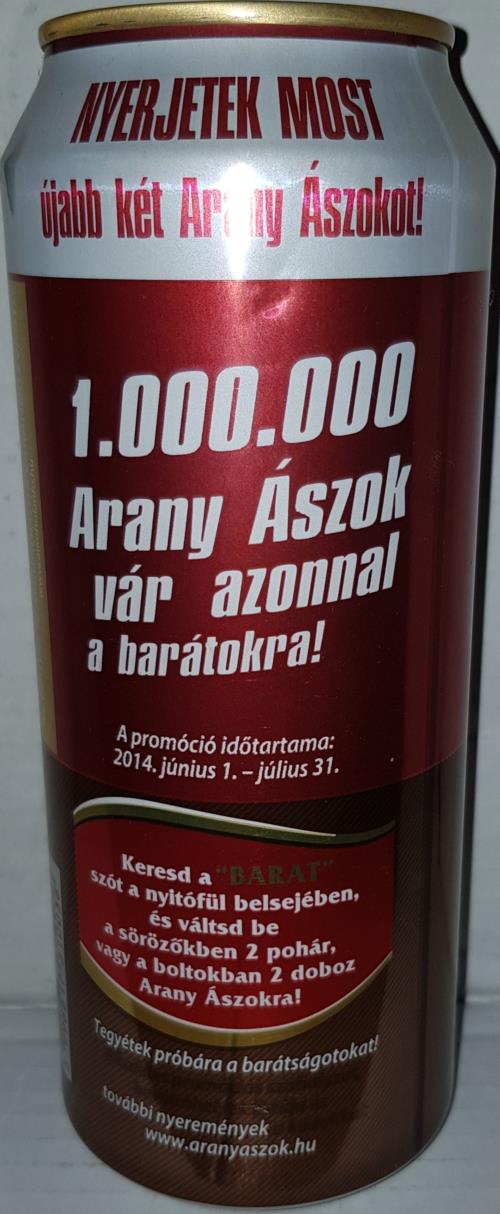 NYERJETEK MOST
újabb két Arany Ászokot!
1.000.000
Arany Ászok
vár azonnal
a barátokra!
A promóció időtartama:
2014. június 1. – július 31.
Keresd a "BARÁT"
szót a nyitófül belsejében,
és váltsd be
a sörözőkben 2 pohár,
vagy a boltokban 2 doboz
Arany Ászokra!
Tegyétek próbára a barátságotokat!
további nyeremények
www.aranyaszok.hu